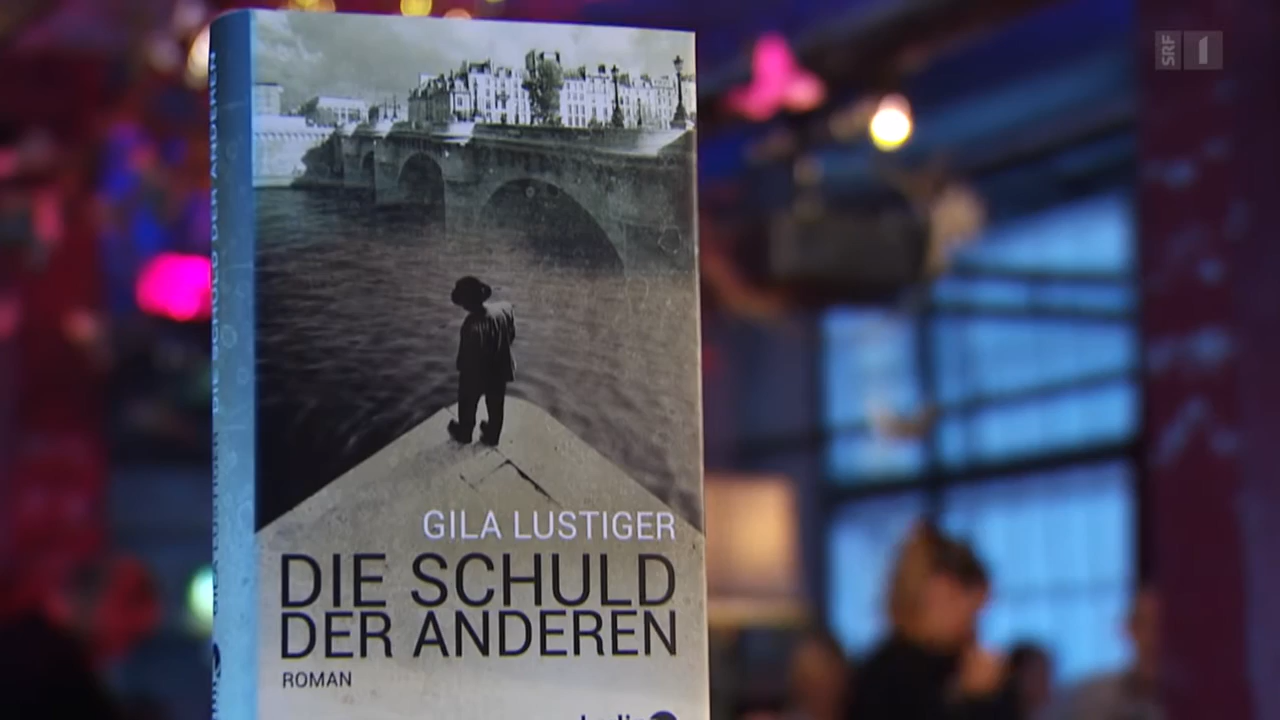 SRF 1
DIE SCHULD DER ANDEREN
GILA LUSTIGER
DIE SCHULD
DER ANDEREN
ROMAN